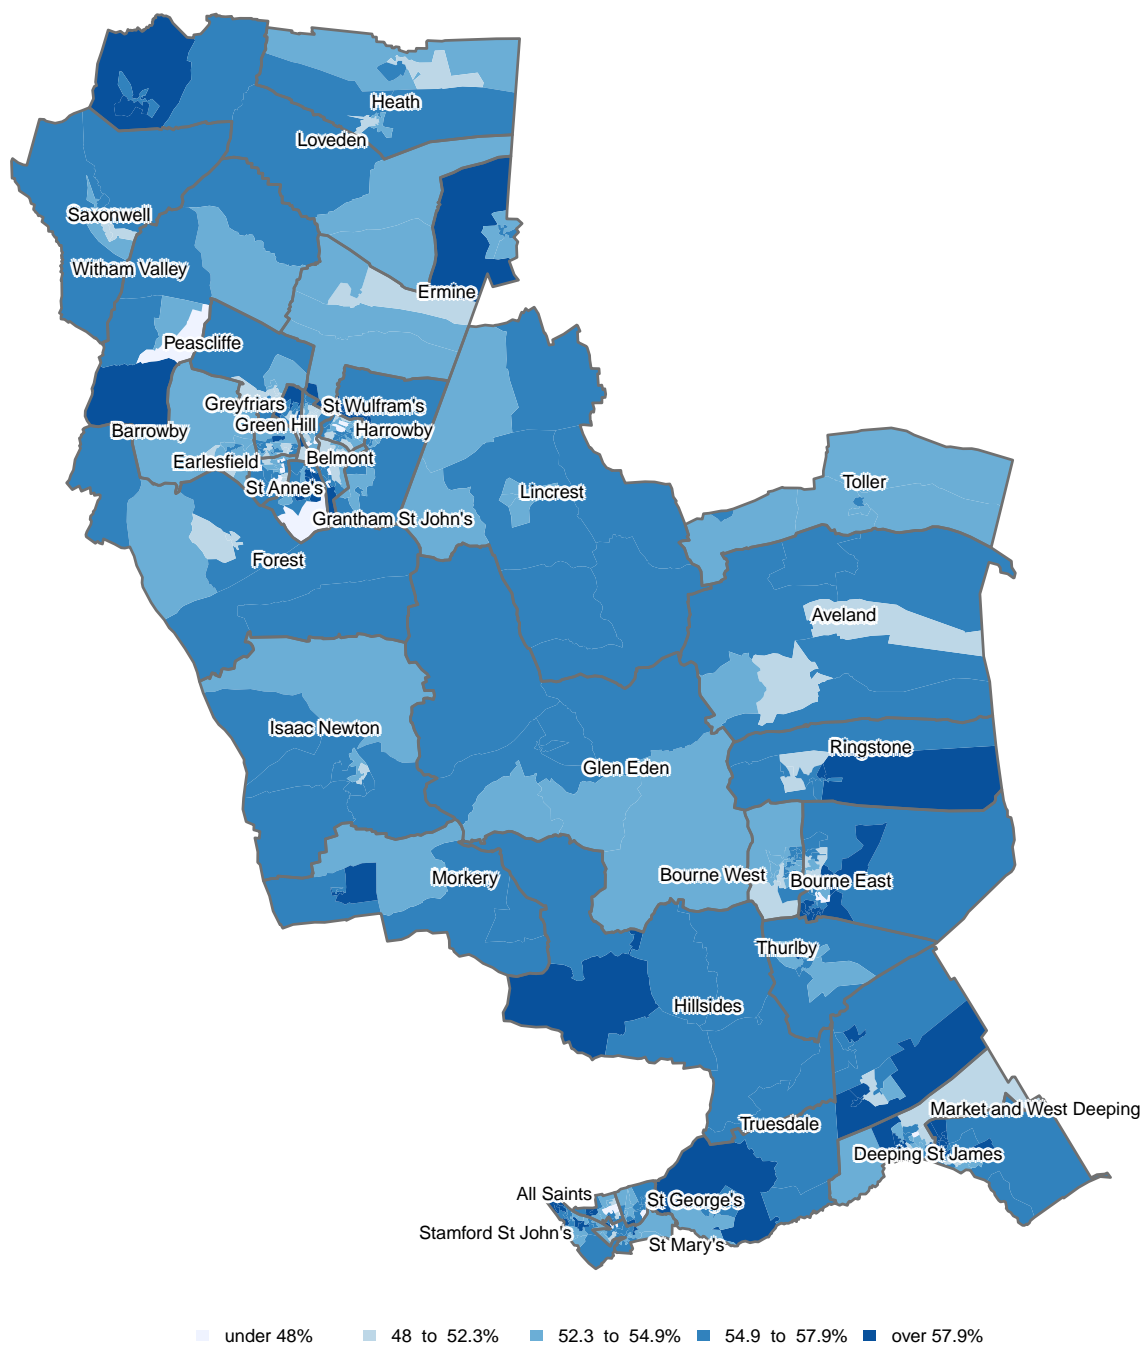 Heath
Loveden
Saxonwell
Witham Valley
Ermine
Peascliffe
Greyfriars
St Wulfram's
Green Hill
Harrowby
Barrowby
Earlesfield
Belmont
St Anne's
Lincrest
Toller
Grantham St John's
Forest
Aveland
Isaac Newton
Ringstone
Glen Eden
Morkery
Bourne West
Bourne East
Thurlby
Hillsides
Market and West Deeping
Truesdale
Deeping St James
All Saints
St George's
Stamford St John's
St Mary's
under 48%
48 to 52.3%
52.3 to 54.9%
54.9 to 57.9%
over 57.9%